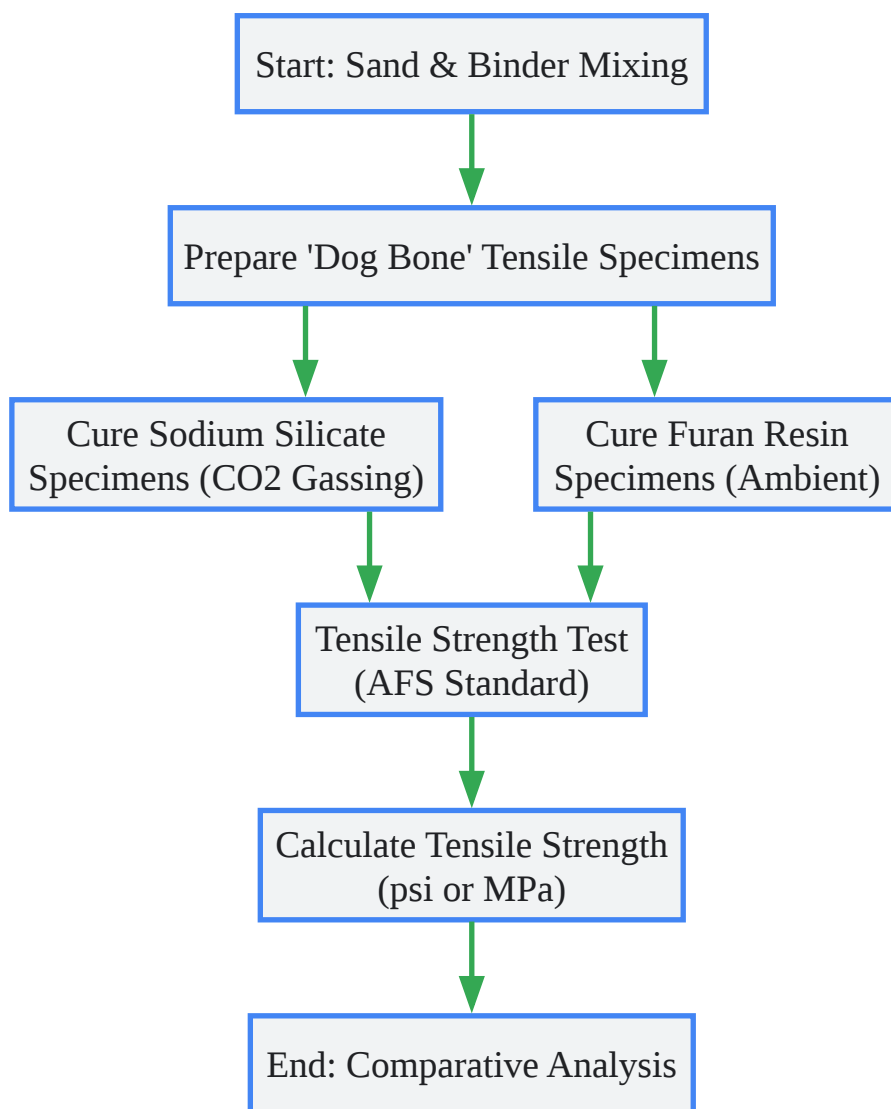 Start: Sand & Binder Mixing
Prepare 'Dog Bone' Tensile Specimens
Cure Sodium Silicate
Specimens (CO2 Gassing)
Cure Furan Resin
Specimens (Ambient)
Tensile Strength Test
(AFS Standard)
Calculate Tensile Strength
(psi or MPa)
End: Comparative Analysis